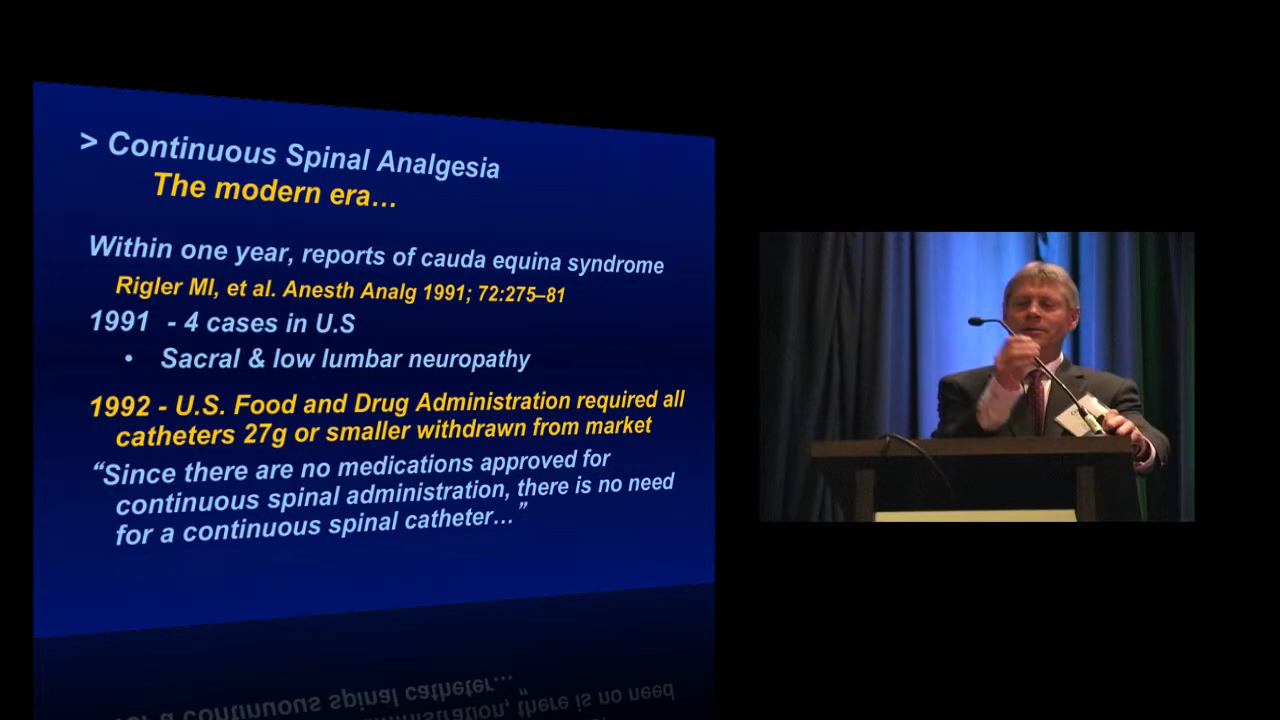 > Continuous Spinal Analgesia
The modern era…
Within one year, reports of cauda equina syndrome
Rigler MI, et al. Anesth Analg 1991; 72:275–81
1991 - 4 cases in U.S
• Sacral & low lumbar neuropathy
1992 - U.S. Food and Drug Administration required all
catheters 27g or smaller withdrawn from market
“Since there are no medications approved for
continuous spinal administration, there is no need
for a continuous spinal catheter…”